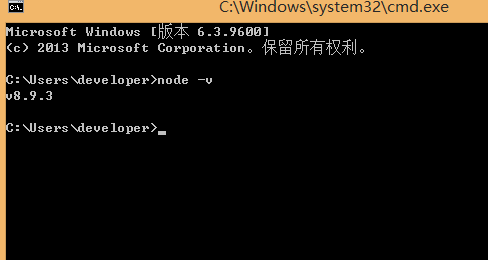 C:\Windows\system32\cmd.exe
Microsoft Windows [版本 6.3.9600]
(c) 2013 Microsoft Corporation。保留所有权利。
C:\Users\developer>node -v
v8.9.3
C:\Users\developer>_